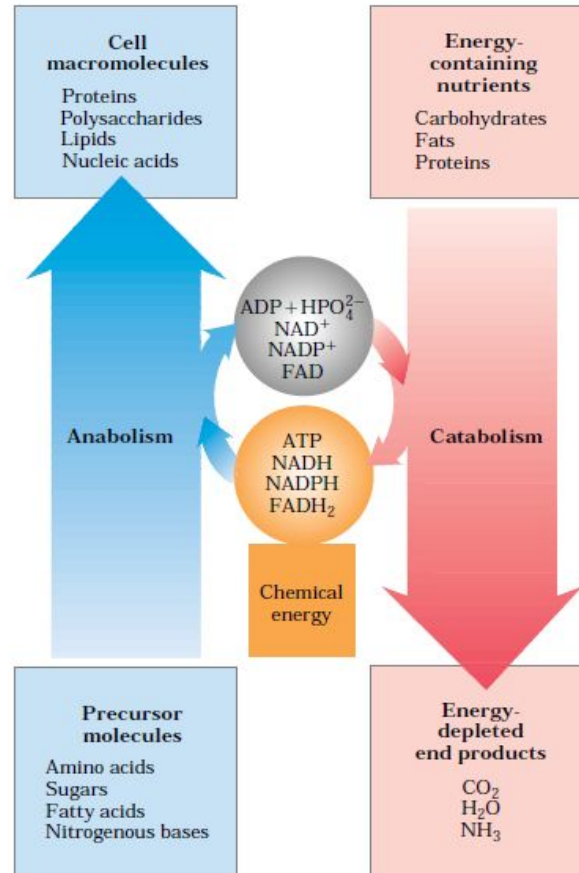 Cell
macromolecules
Proteins
Polysaccharides
Lipids
Nucleic acids
Energy-
containing
nutrients
Carbohydrates
Fats
Proteins
ADP + HPO₄²⁻
NAD⁺
NADP⁺
FAD
Anabolism
ATP
NADH
NADPH
FADH₂
Catabolism
Chemical
energy
Precursor
molecules
Amino acids
Sugars
Fatty acids
Nitrogenous bases
Energy-
depleted
end products
CO₂
H₂O
NH₃